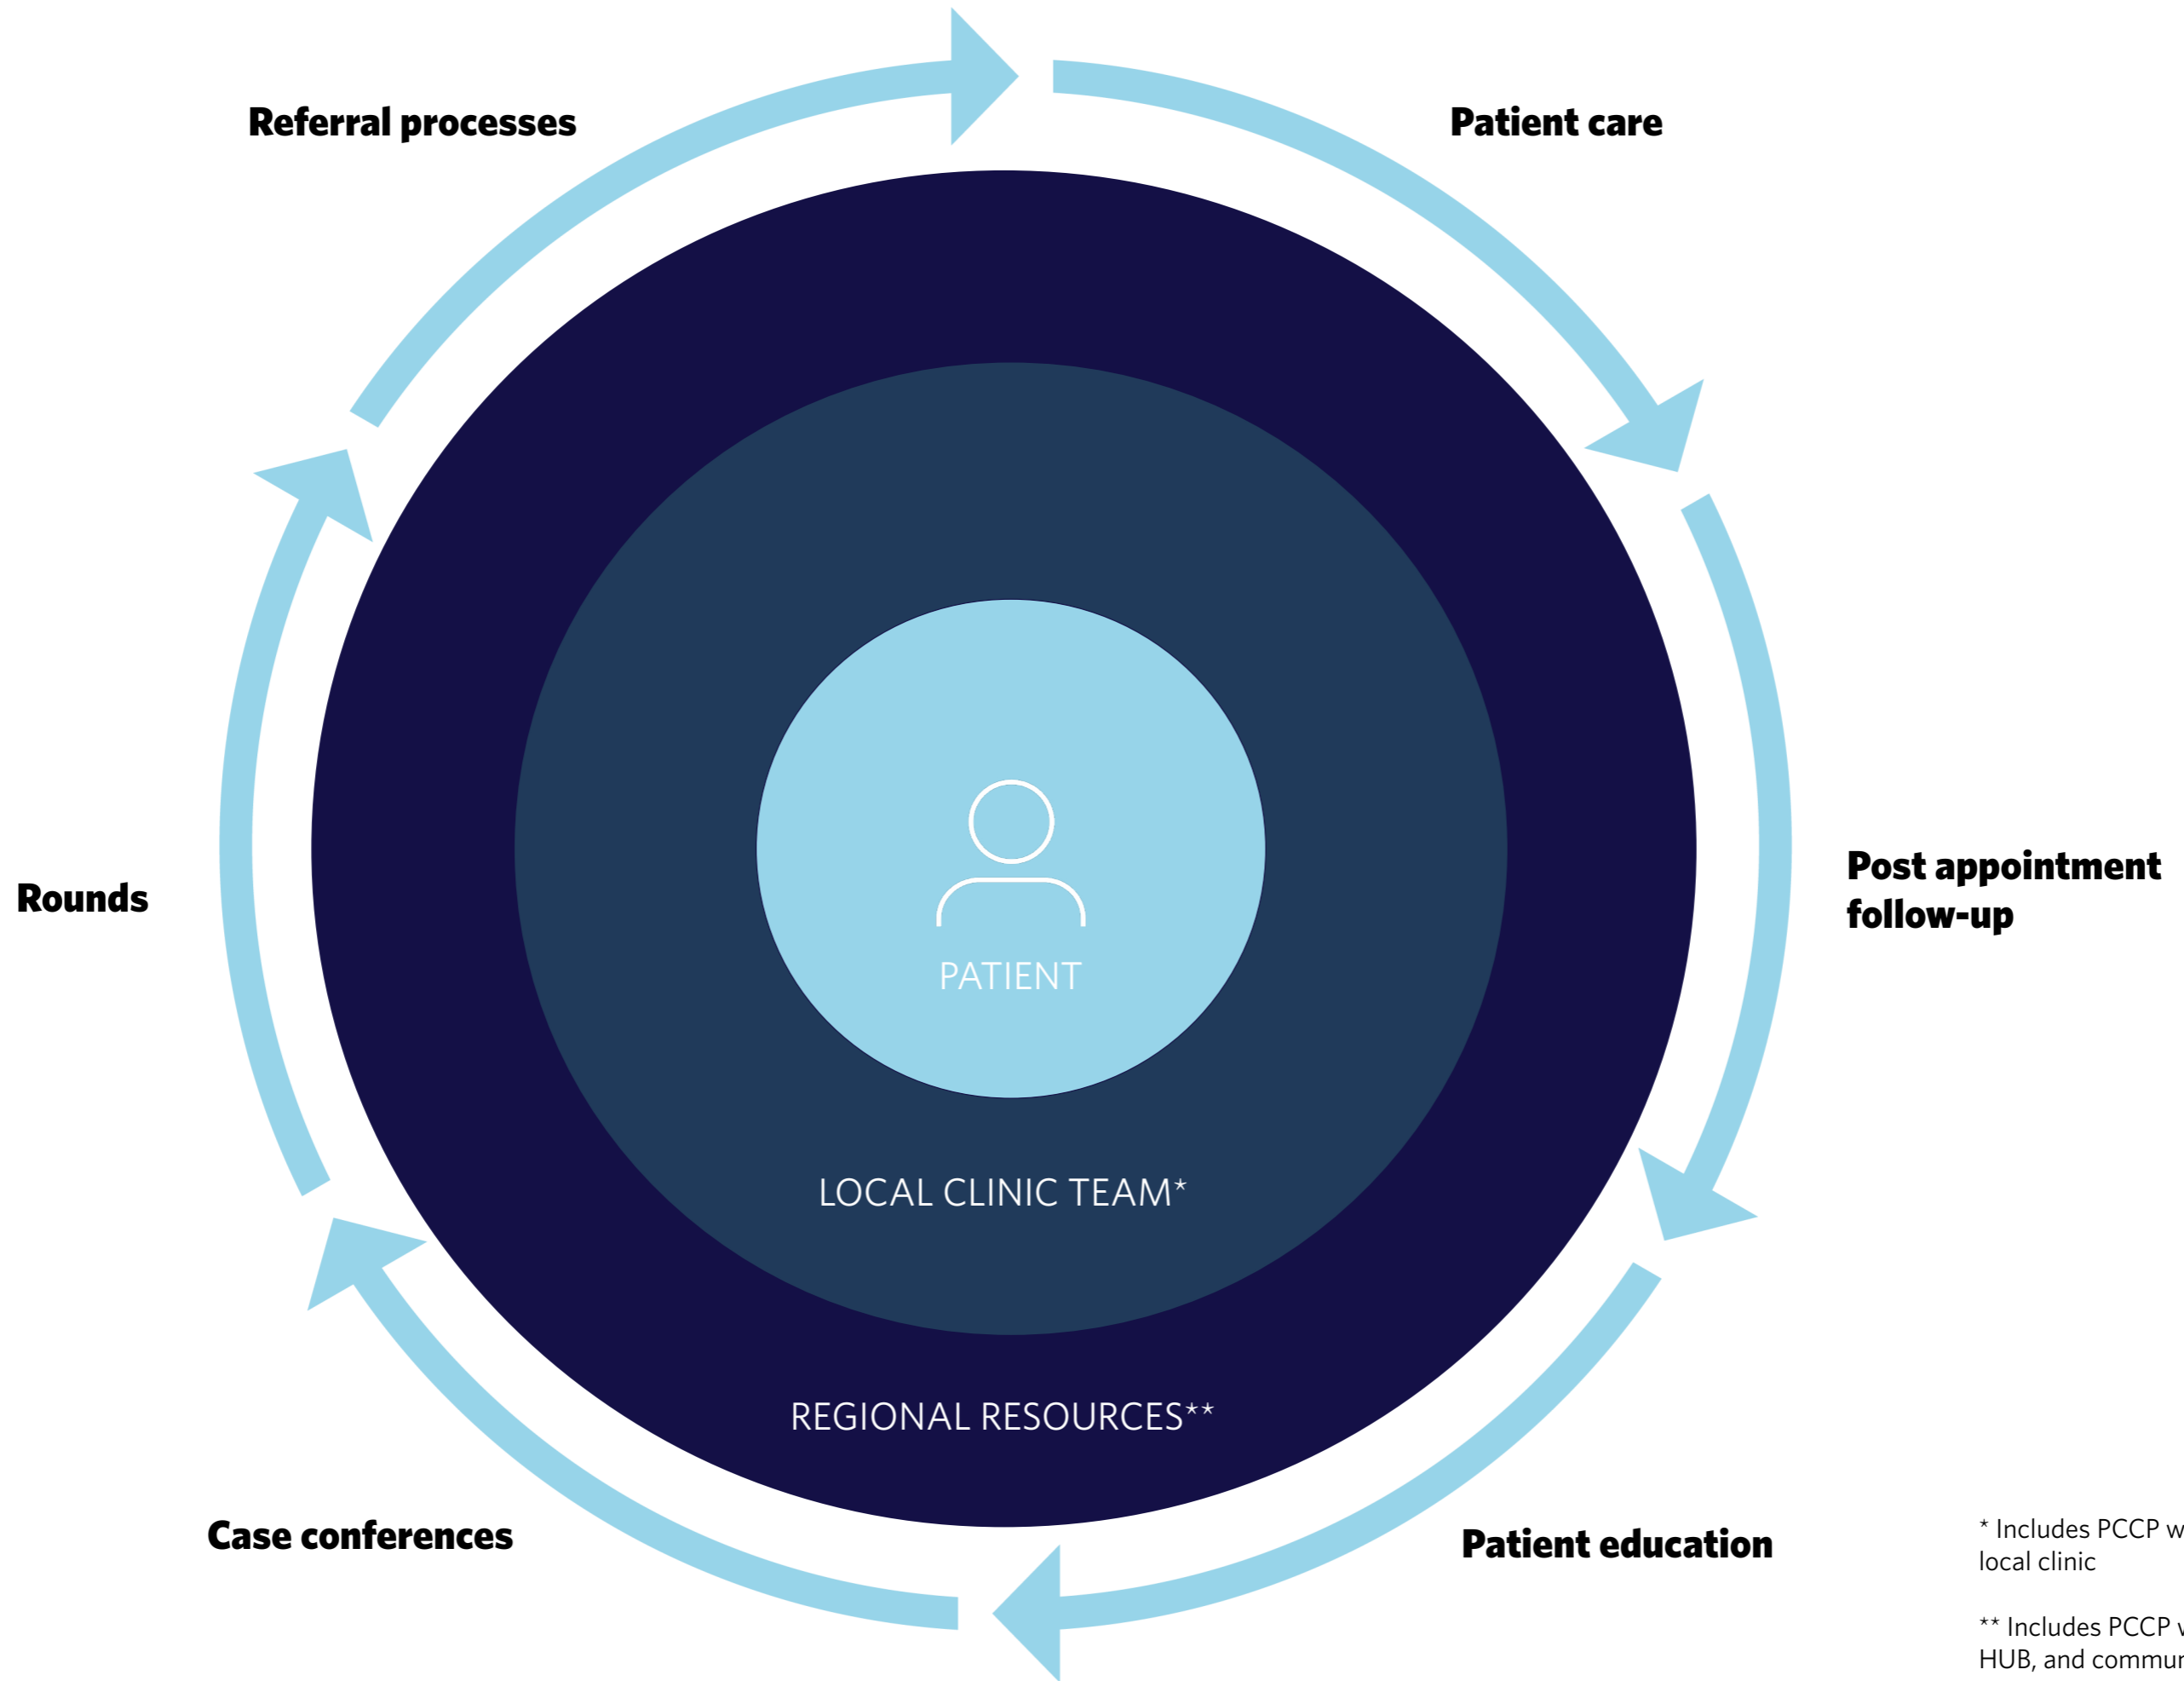 Referral processes
Patient care
PATIENT
Rounds
Post appointment
follow-up
LOCAL CLINIC TEAM*
REGIONAL RESOURCES**
Case conferences
Patient education
* Includes PCCP
local clinic
** Includes PCCP
HUB, and